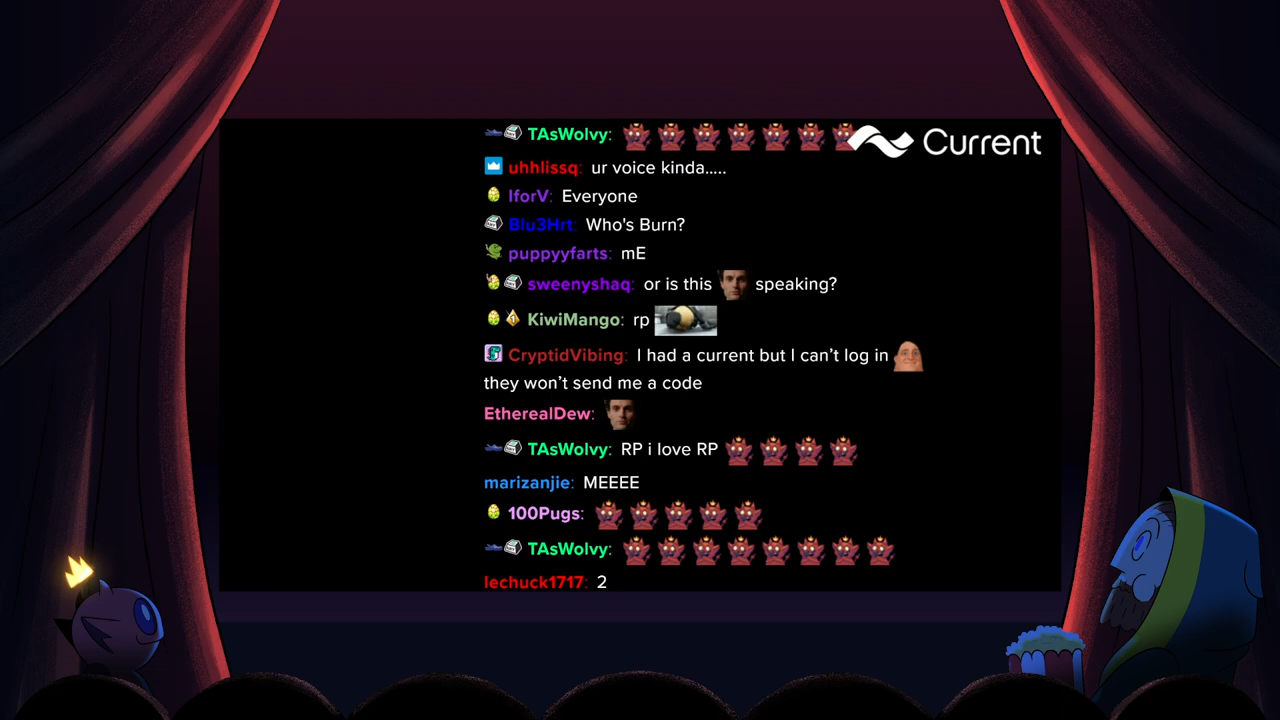 TAsWolvy:
Current
uhhlissq: ur voice kinda.....
IforV: Everyone
Blu3Hrt: Who's Burn?
puppyyfarts: mE
sweenyshaq: or is this speaking?
KiwiMango: rp
CryptidVibing: I had a current but I can't log in
they won't send me a code
EtherealDew:
TAsWolvy: RP i love RP
marizanjie: MEEEE
100Pugs:
TAsWolvy:
lechuck1717: 2